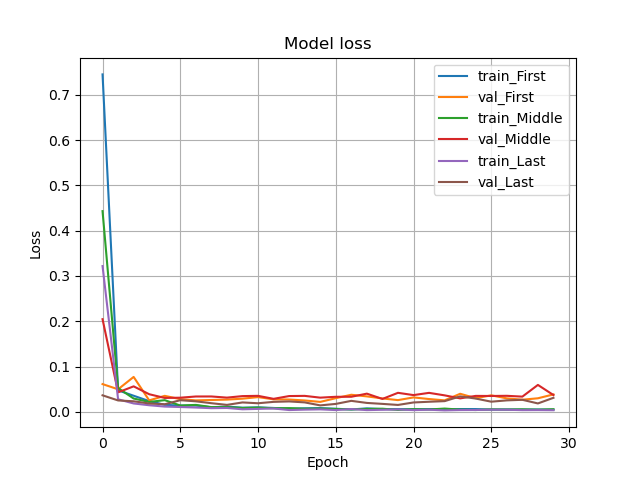 Model loss
train_First
val_First
train_Middle
val_Middle
train_Last
val_Last
0.7
0.6
0.5
0.4
0.3
0.2
0.1
0.0
Loss
0 5 10 15 20 25 30
Epoch